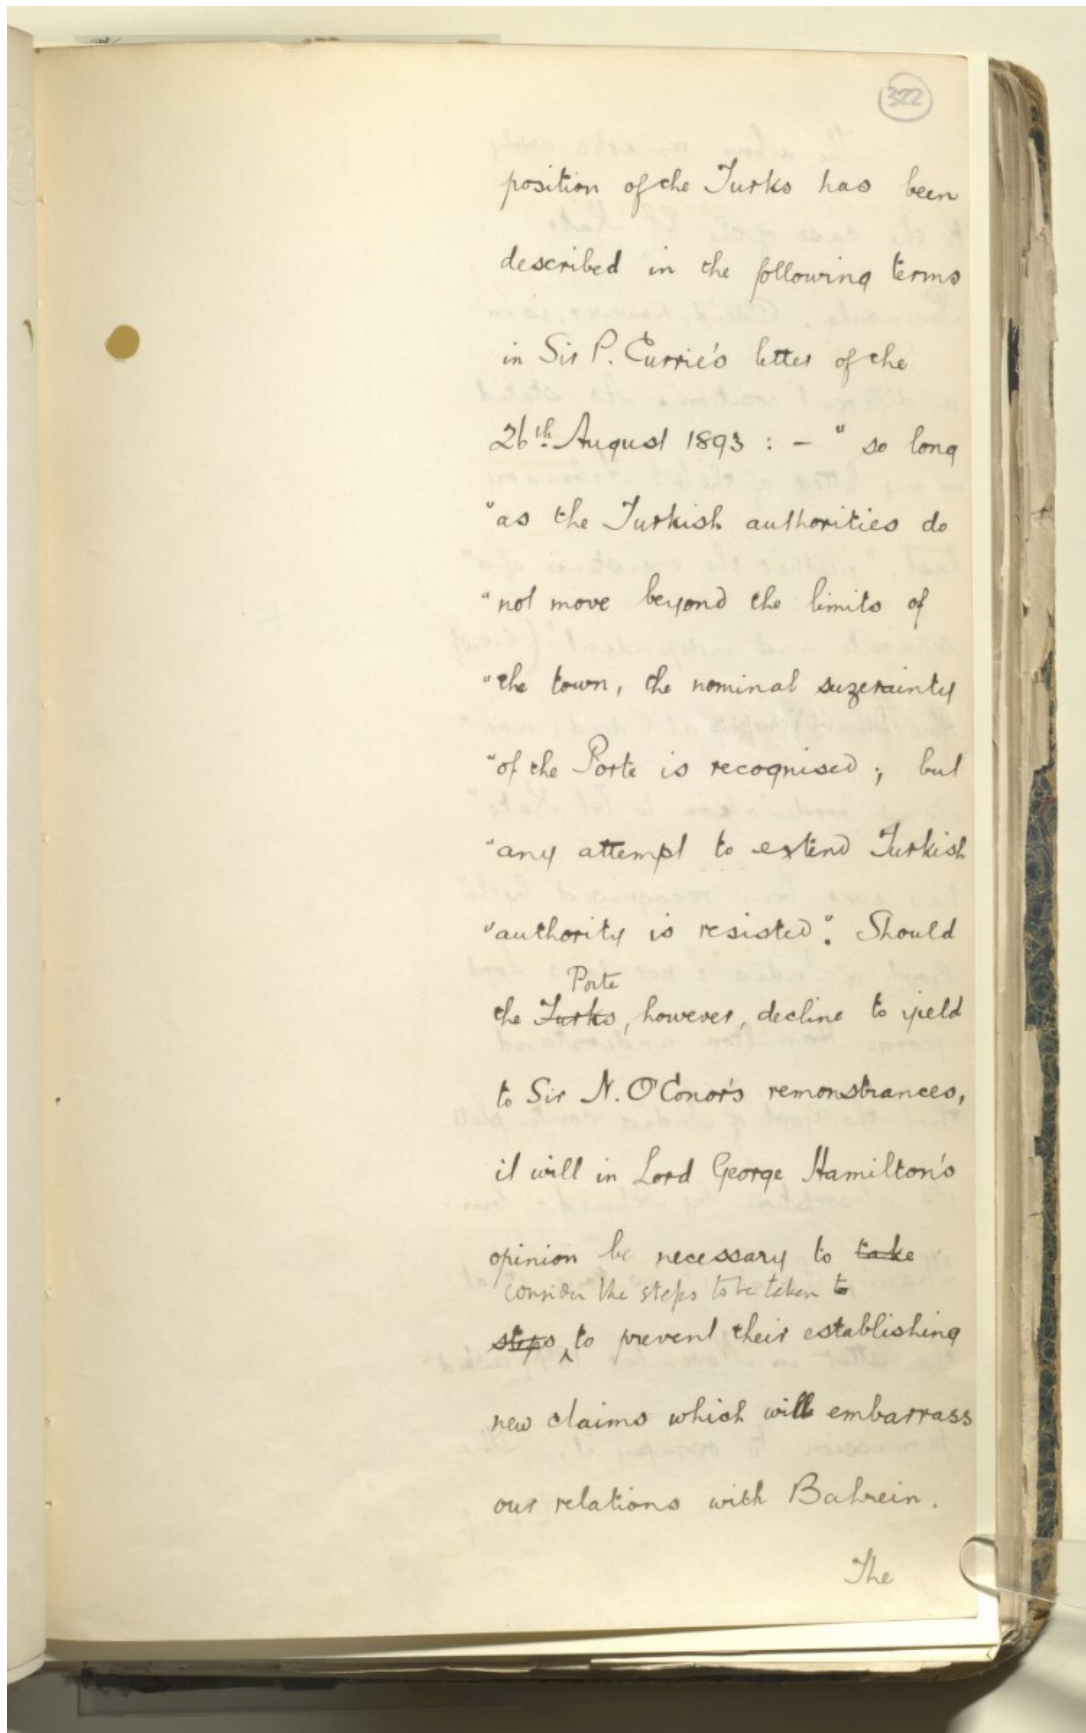 322
position of the Turks has been
described in the following terms
in Sir P. Currie's letter of the
26th August 1893 : - " so long
"as the Turkish authorities do
"not move beyond the limits of
"the town, the nominal suzerainty
"of the Porte is recognised ; but
"any attempt to extend Turkish
"authority is resisted". Should
Porte
the Turks, however, decline to yield
to Sir N. O'Conor's remonstrances,
it will in Lord George Hamilton's
opinion be necessary to take
consider the steps to be taken to
steps ^ to prevent their establishing
new claims which will embarrass
our relations with Bahrein.
The